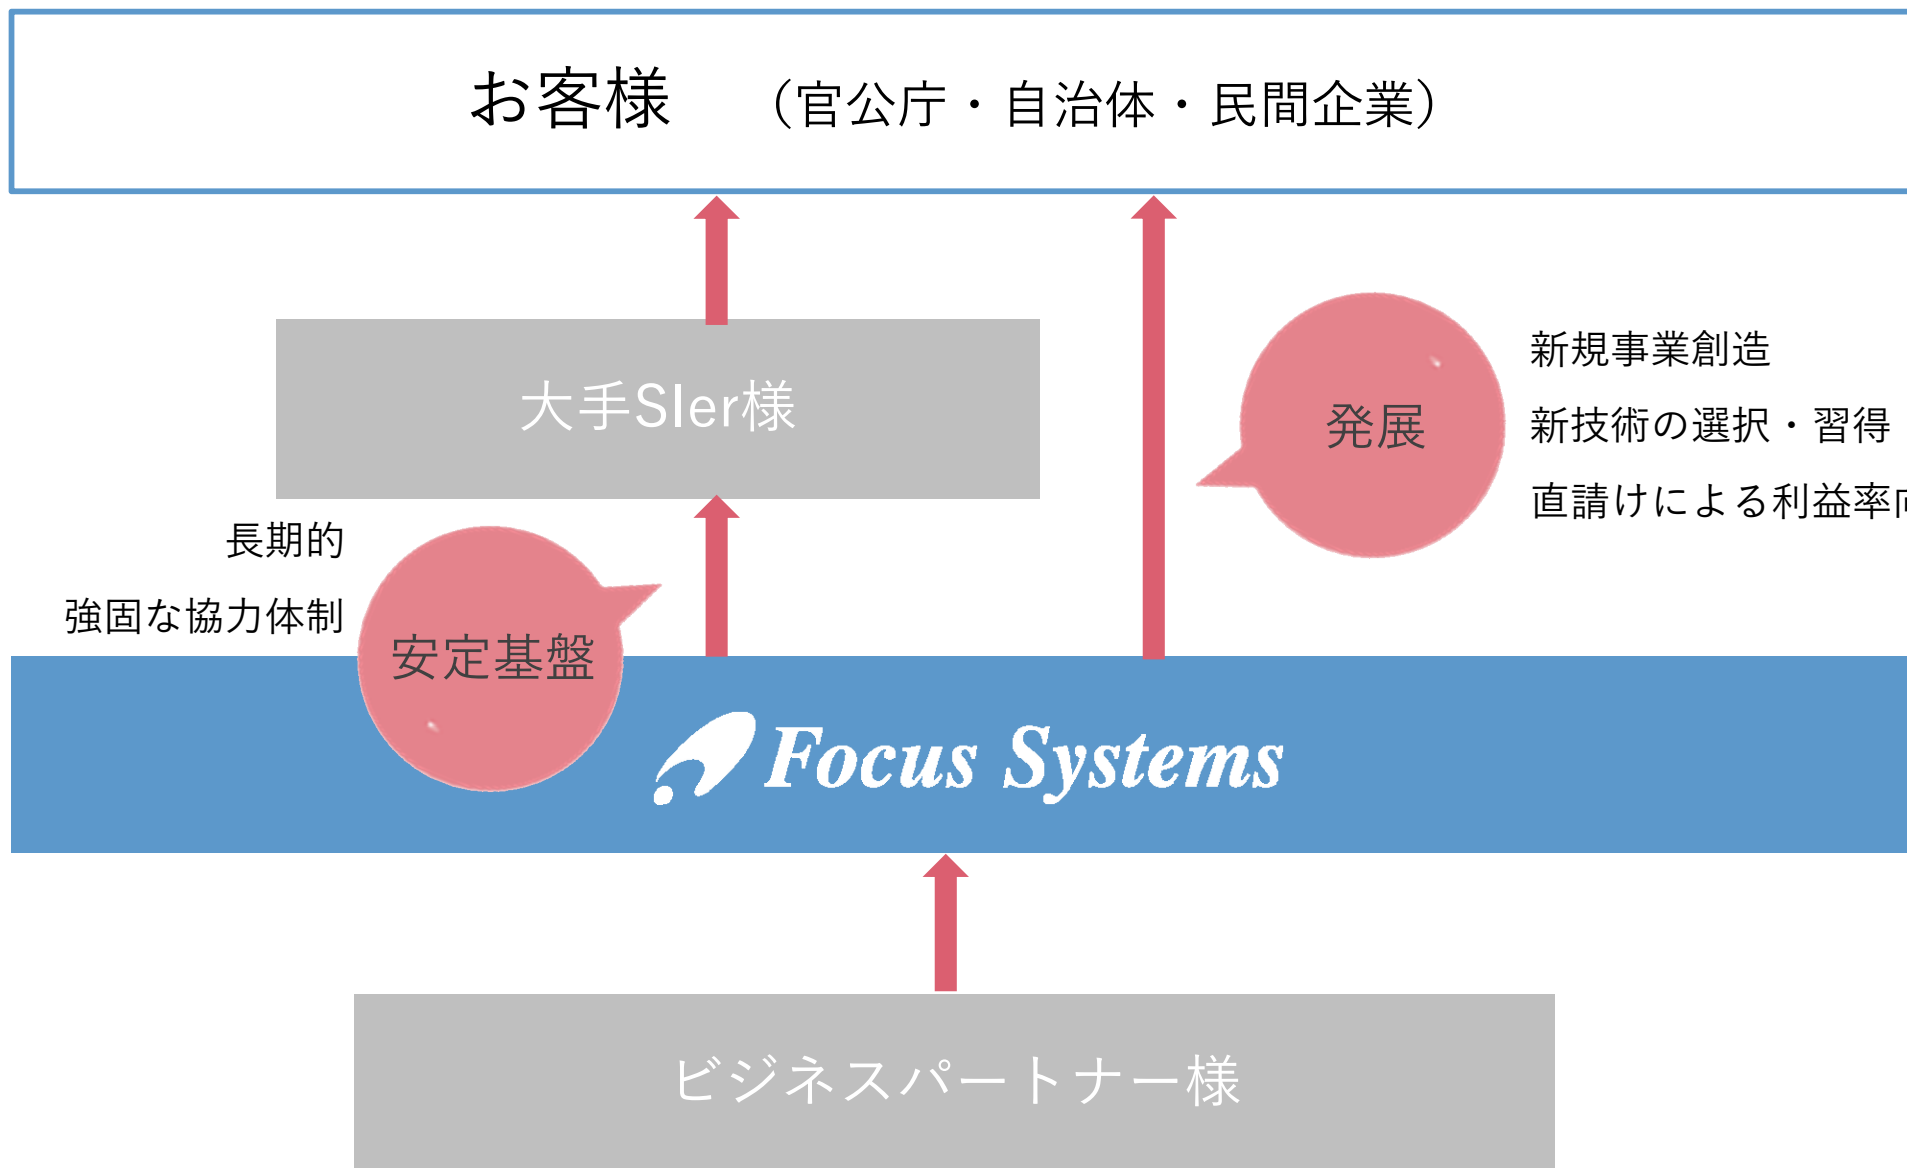 お客様 （官公庁・自治体・民間企業）
大手SIer様
発展
新規事業創造
新技術の選択・習得
直請けによる利益率
長期的
強固な協力体制
安定基盤
Focus Systems
ビジネスパートナー様